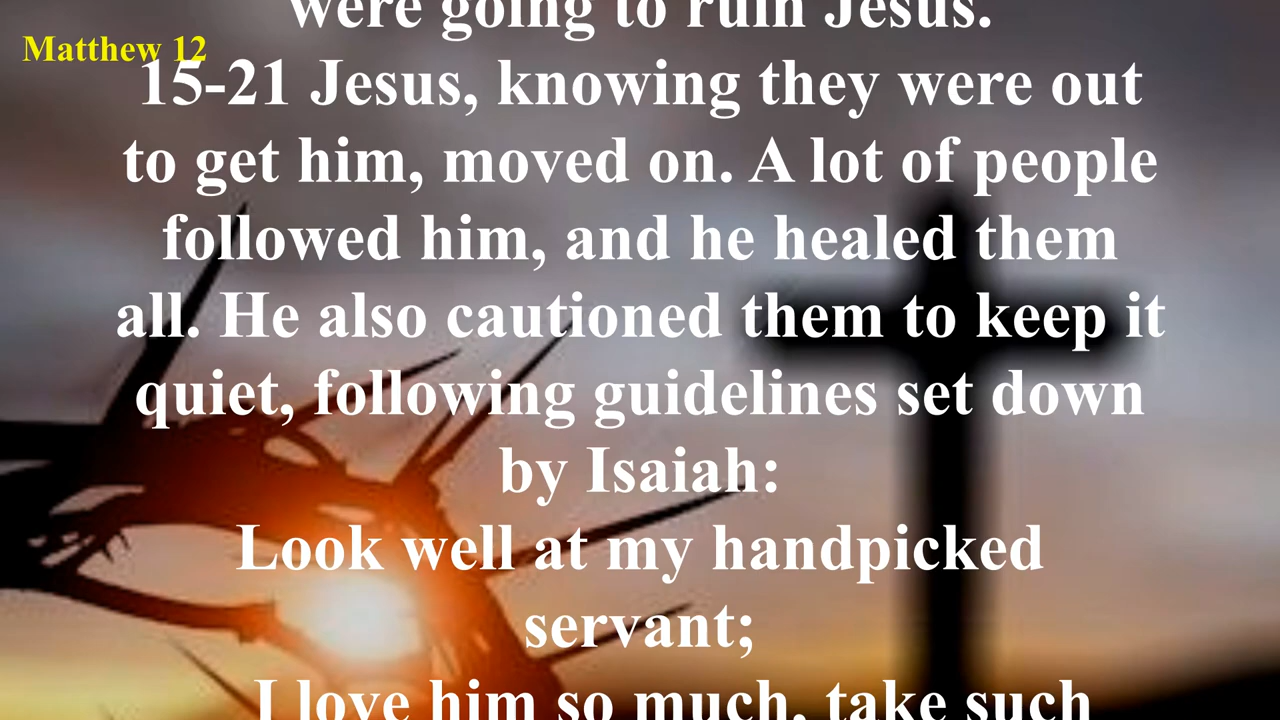 were going to ruin Jesus.
Matthew 12
15-21 Jesus, knowing they were out
to get him, moved on. A lot of people
followed him, and he healed them
all. He also cautioned them to keep it
quiet, following guidelines set down
by Isaiah:
Look well at my handpicked
servant;
I love him so much, take such